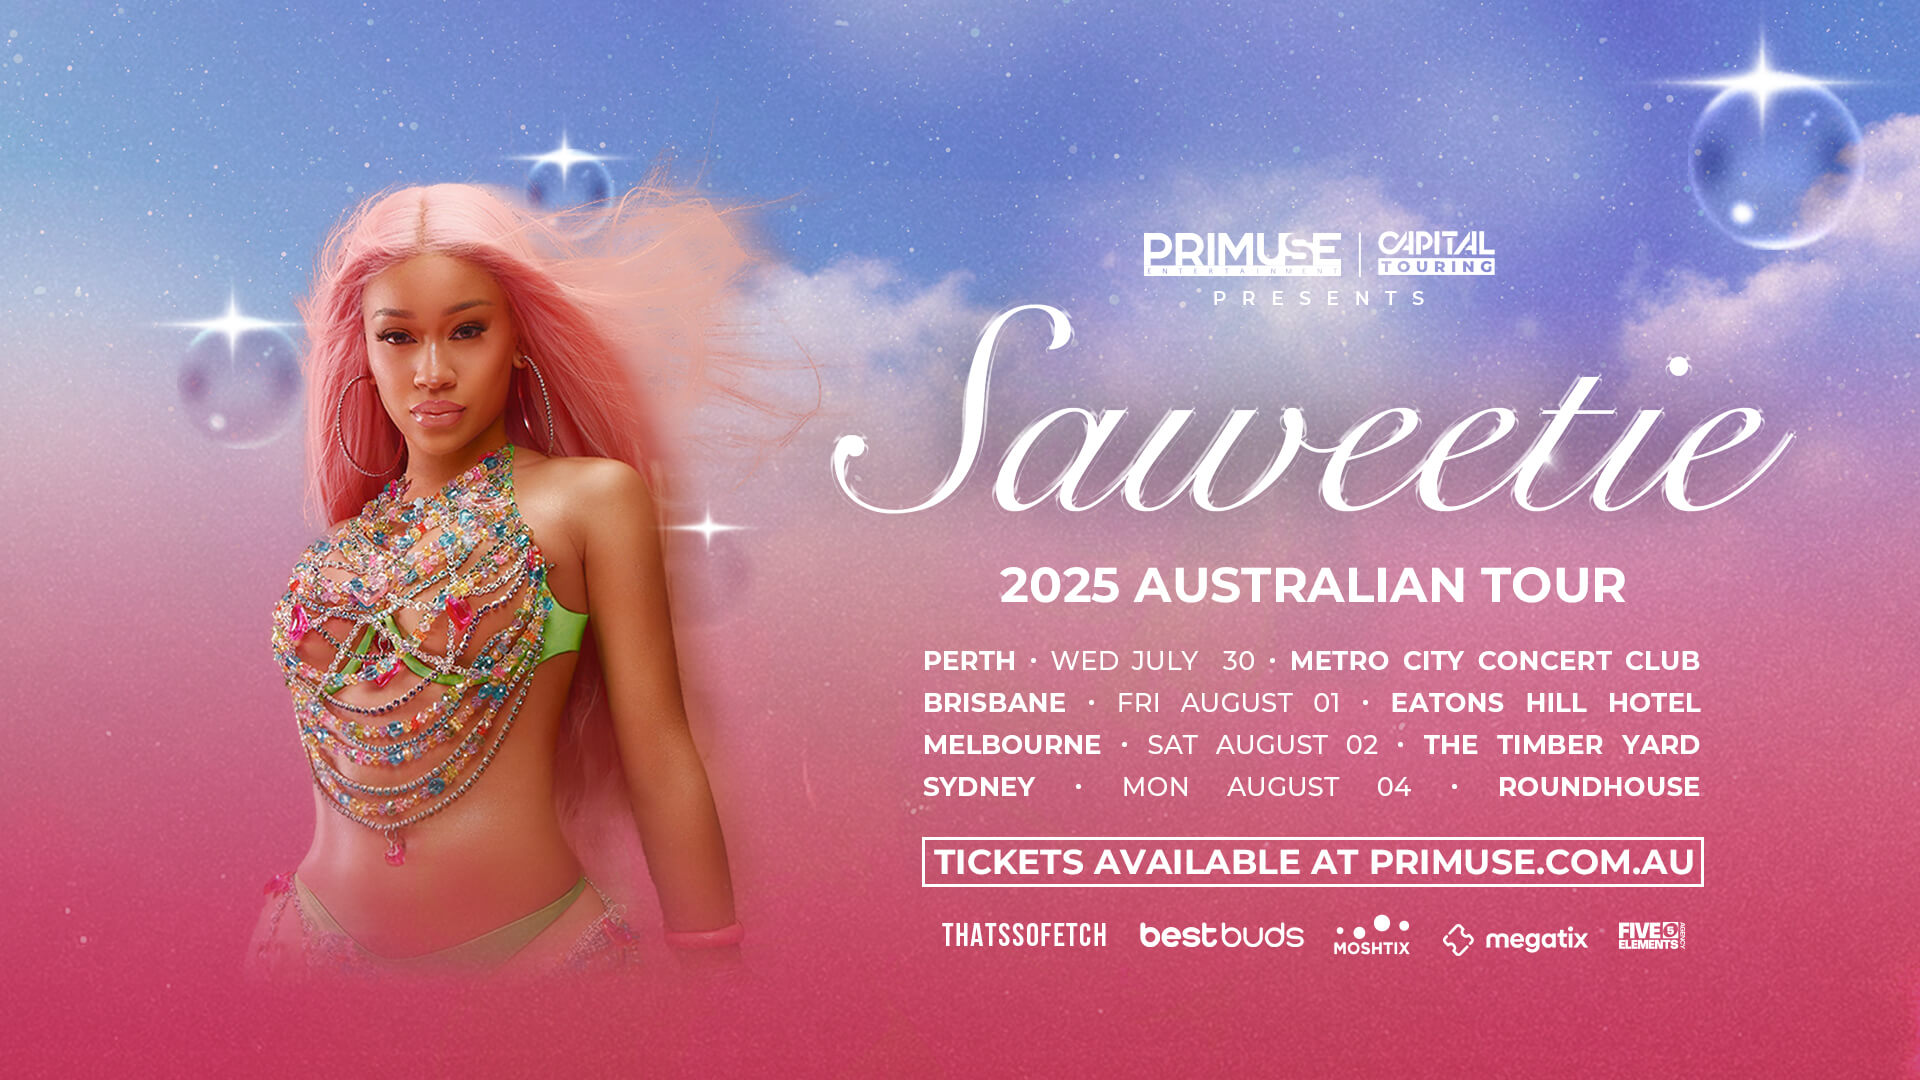 PRIMUSE ENTERTAINMENT | CAPITAL TOURING
PRESENTS
Saweetie
2025 AUSTRALIAN TOUR
PERTH • WED JULY 30 • METRO CITY CONCERT CLUB
BRISBANE • FRI AUGUST 01 • EATONS HILL HOTEL
MELBOURNE • SAT AUGUST 02 • THE TIMBER YARD
SYDNEY • MON AUGUST 04 • ROUNDHOUSE
TICKETS AVAILABLE AT PRIMUSE.COM.AU
THATSSOFETCH bestbuds MOSHTIX megatix FIVE 5 ELEMENTS AGENCY